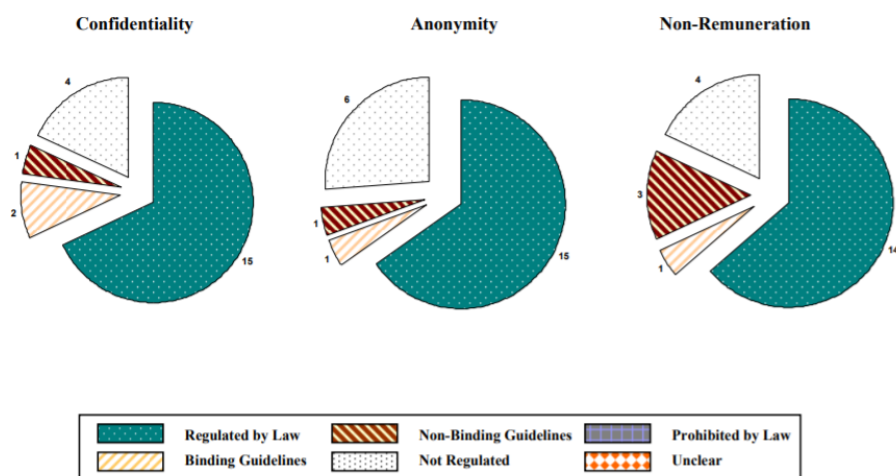 Confidentiality Anonymity Non-Remuneration
4 6 4
1 3
2 1 1
1
15 15 14
Regulated by Law Non-Binding Guidelines Prohibited by Law
Binding Guidelines Not Regulated Unclear